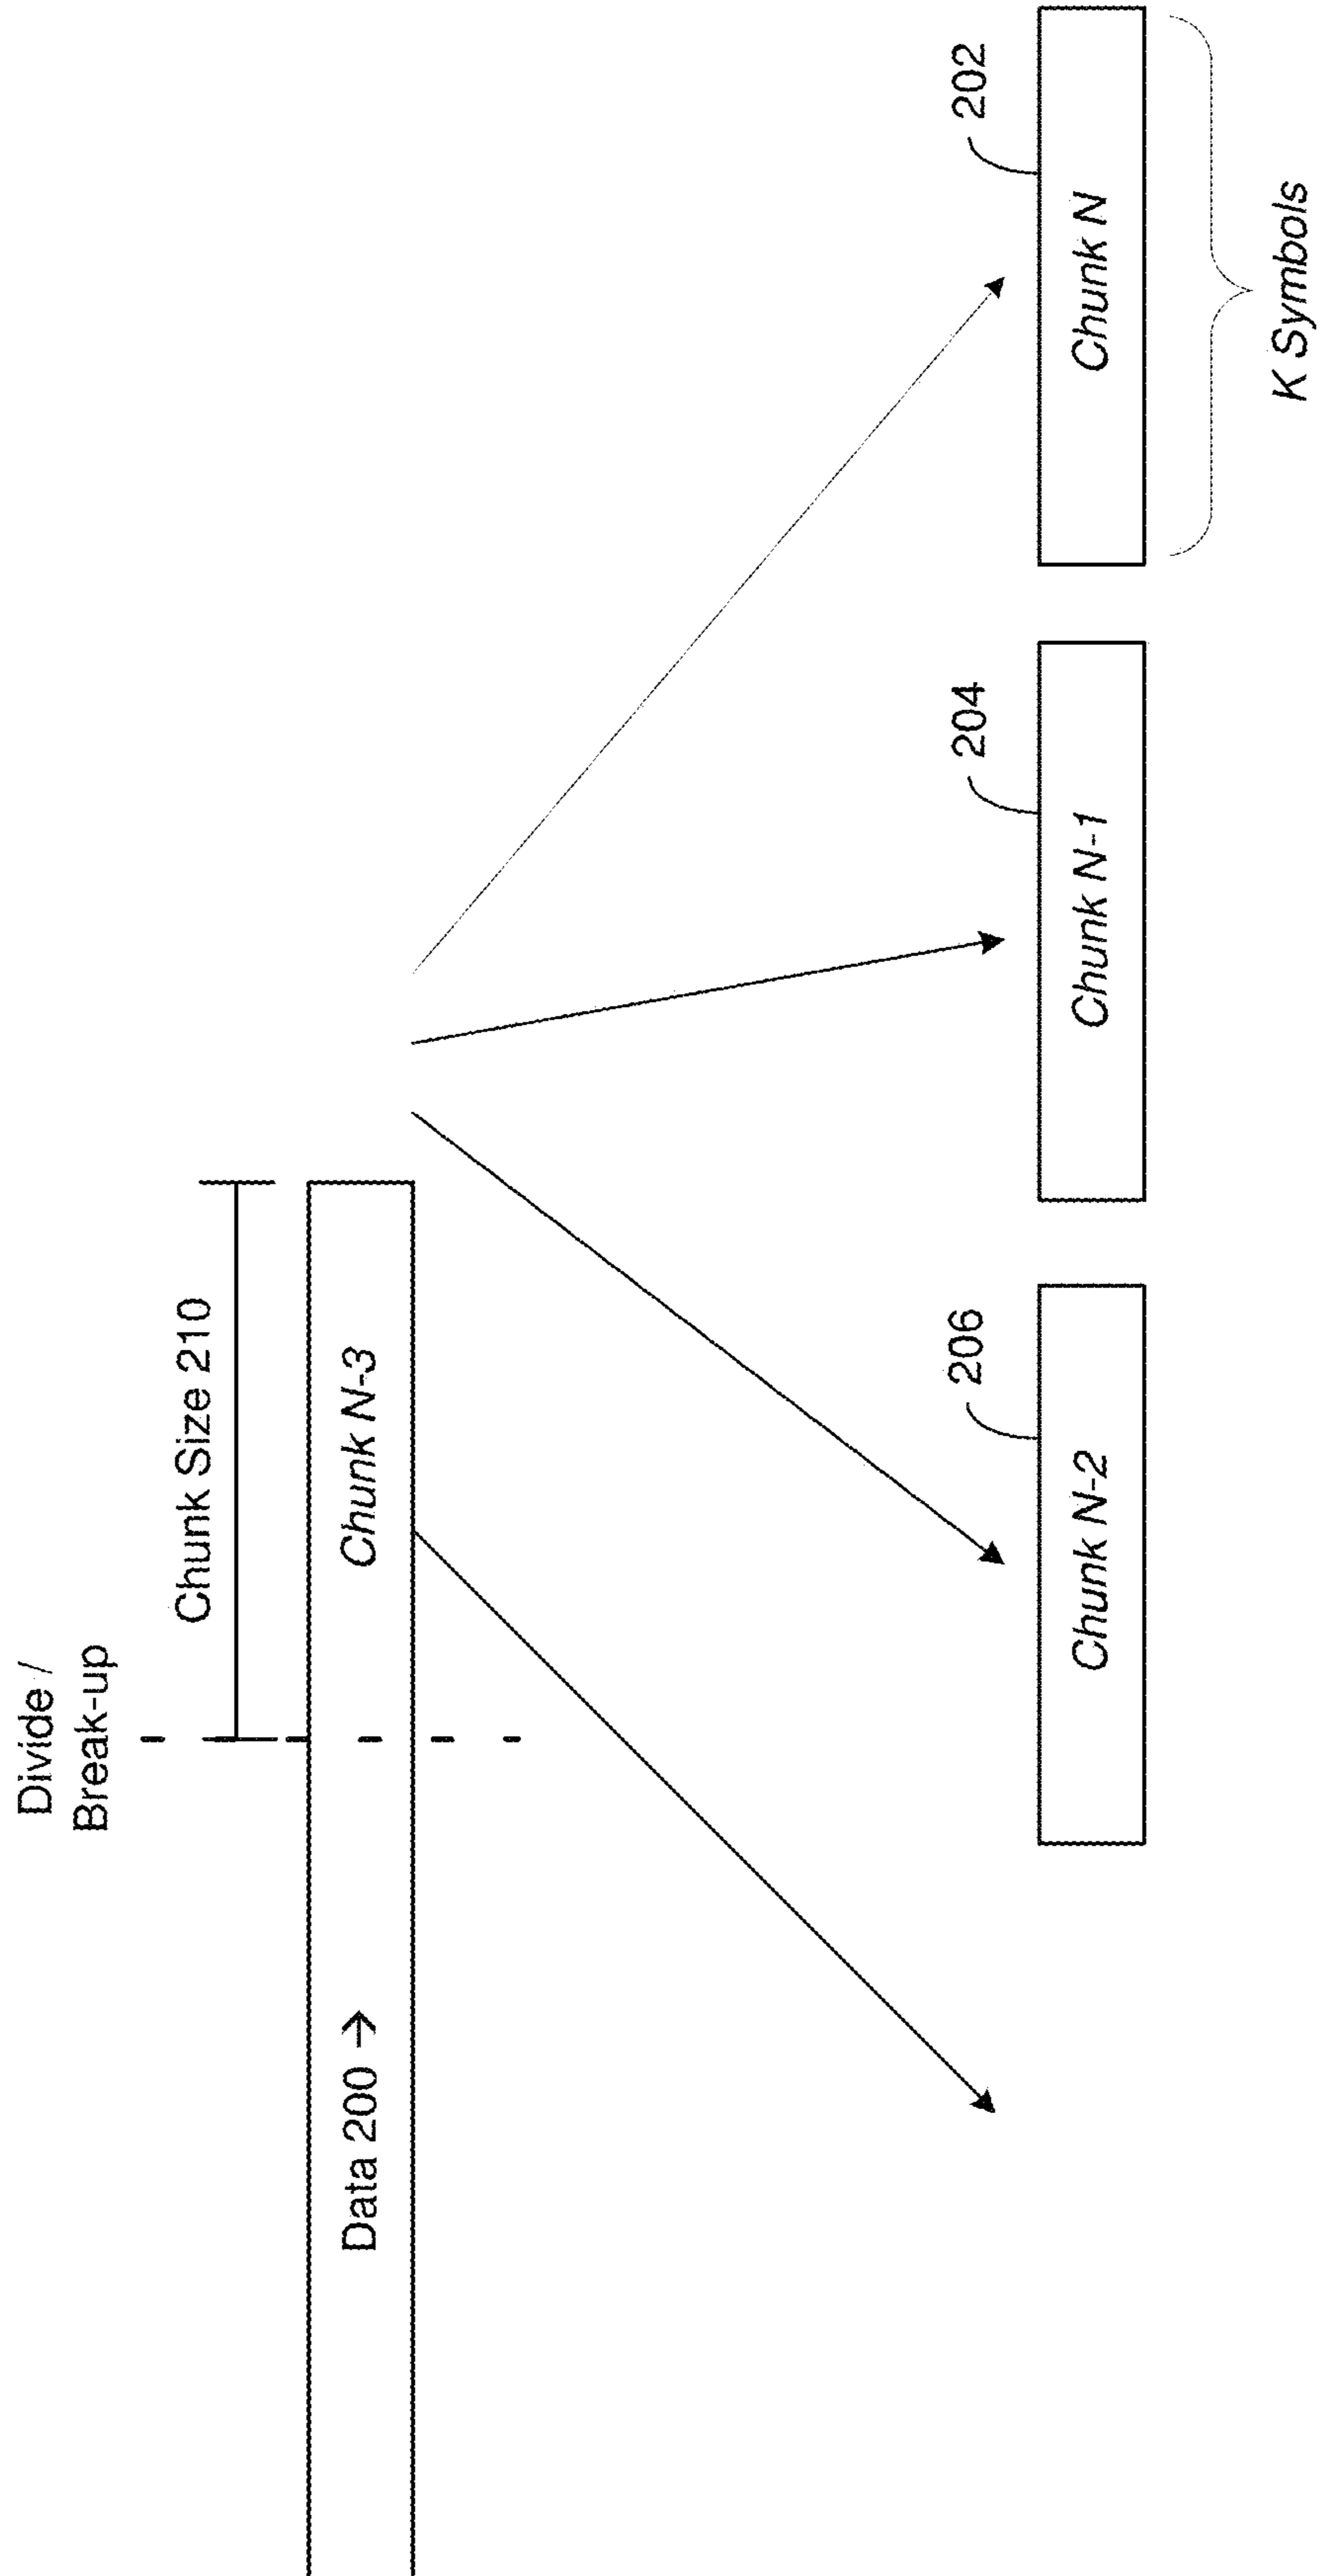 Divide /
Break-up
Chunk Size 210
Data 200 →
Chunk N-3
206
204
202
Chunk N-2
Chunk N-1
Chunk N
K Symbols